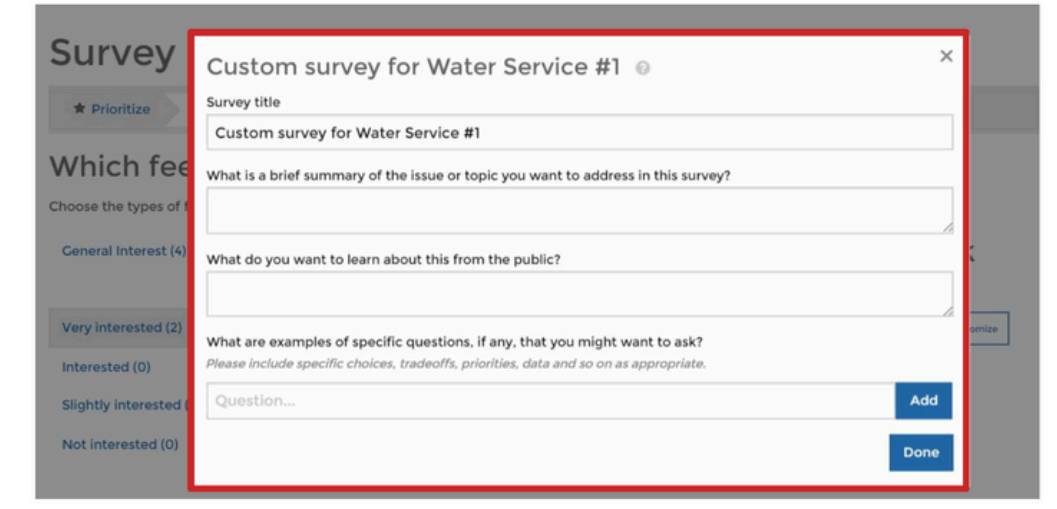 Survey
Prioritize
Which fee
Choose the types of f
General Interest (4)
Very interested (2)
Interested (0)
Slightly interested (
Not interested (0)
omize
Custom survey for Water Service #1 ?
×
Survey title
Custom survey for Water Service #1
What is a brief summary of the issue or topic you want to address in this survey?
What do you want to learn about this from the public?
What are examples of specific questions, if any, that you might want to ask?
Please include specific choices, tradeoffs, priorities, data and so on as appropriate.
Question...
Add
Done